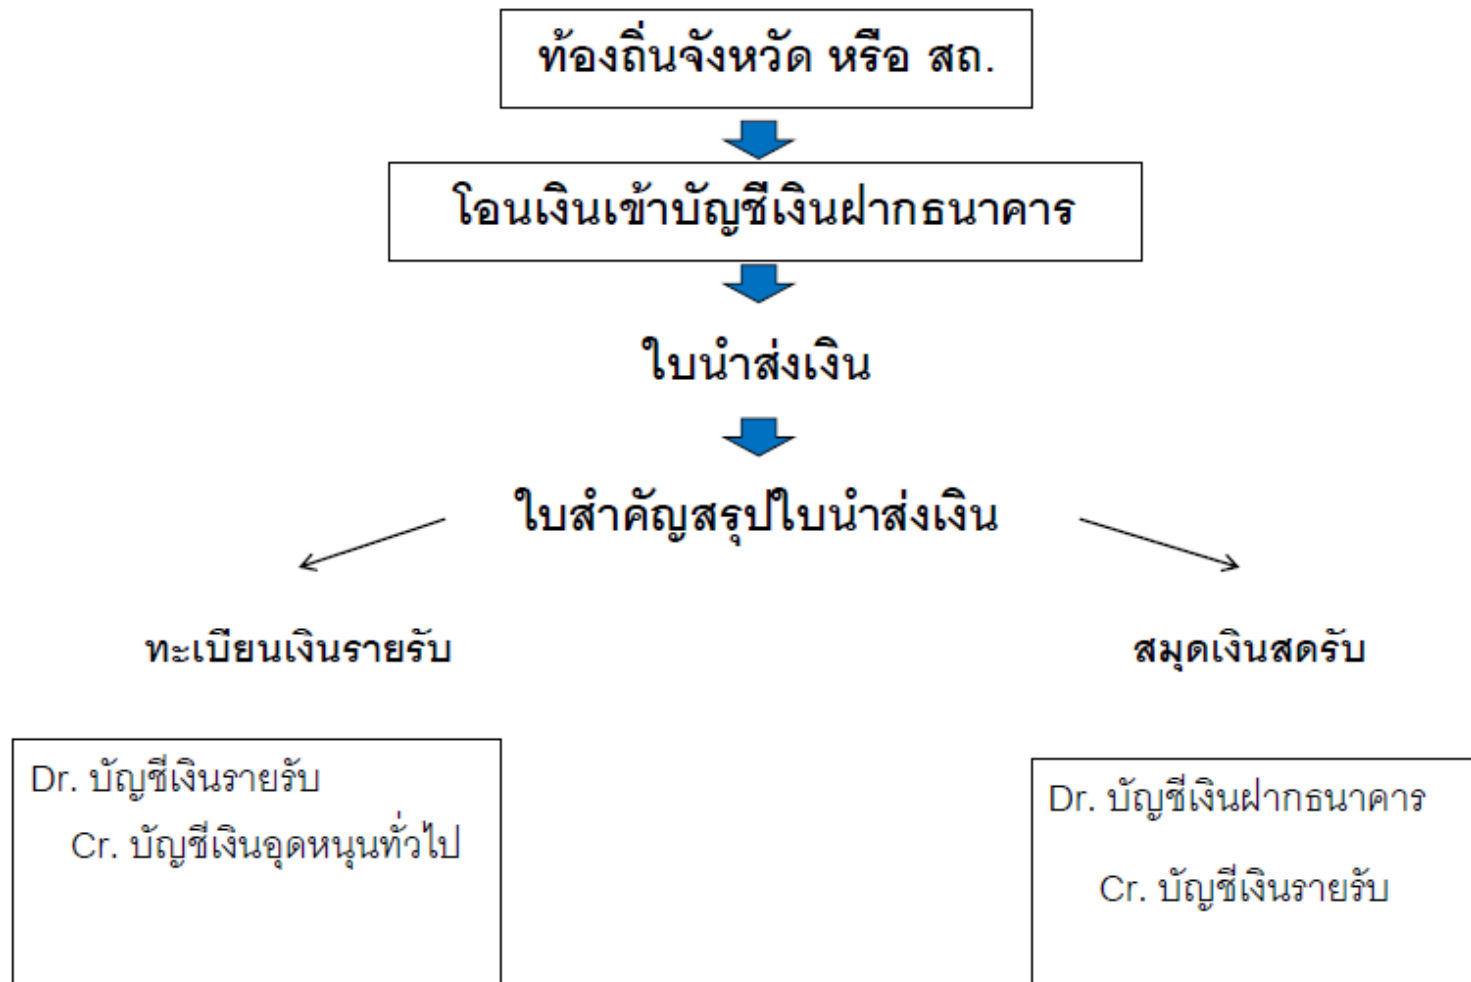 ท้องถิ่นจังหวัด หรือ สถ.
โอนเงินเข้าบัญชีเงินฝากธนาคาร
ใบนำส่งเงิน
ใบสำคัญสรุปใบนำส่งเงิน
ทะเบียนเงินรายรับ
สมุดเงินสดรับ
Dr. บัญชีเงินรายรับ
Cr. บัญชีเงินอุดหนุนทั่วไป
Dr. บัญชีเงินฝากธนาคาร
Cr. บัญชีเงินรายรับ